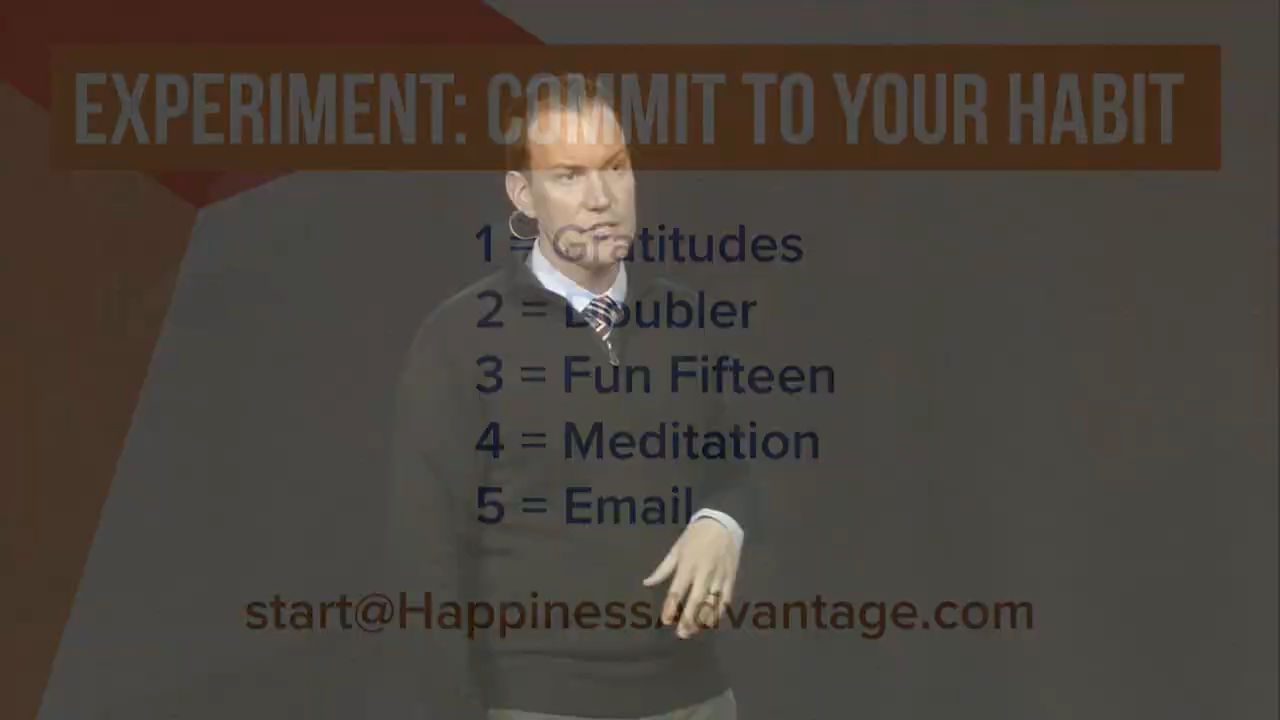 EXPERIMENT: COMMIT TO YOUR HABIT
1 = Gratitudes
2 = Doubler
3 = Fun Fifteen
4 = Meditation
5 = Email
start@HappinessAdvantage.com